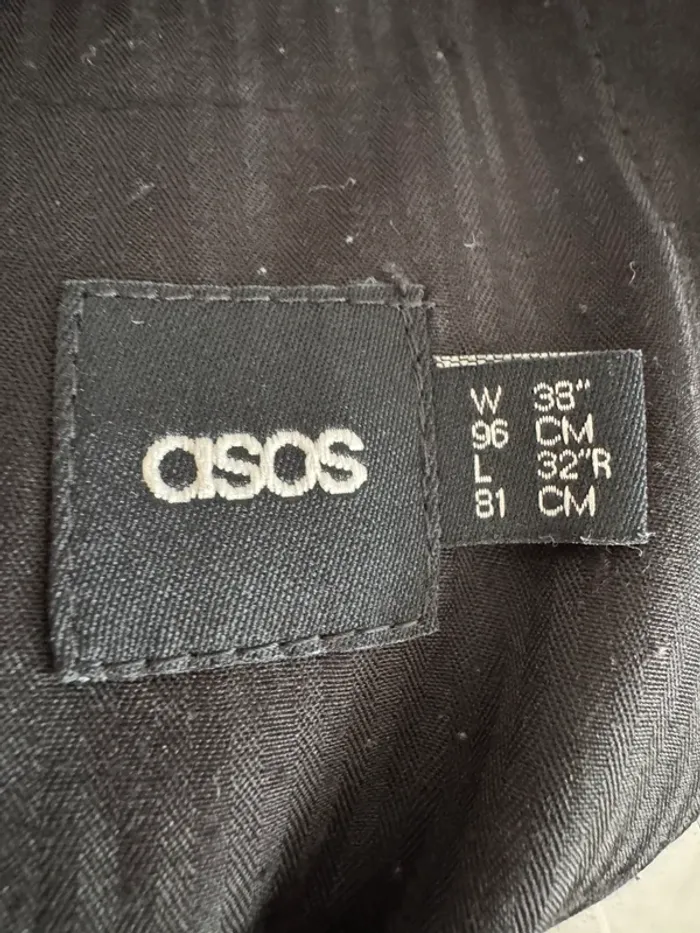 asos
W 38"
96 CM
L 32"R
81 CM